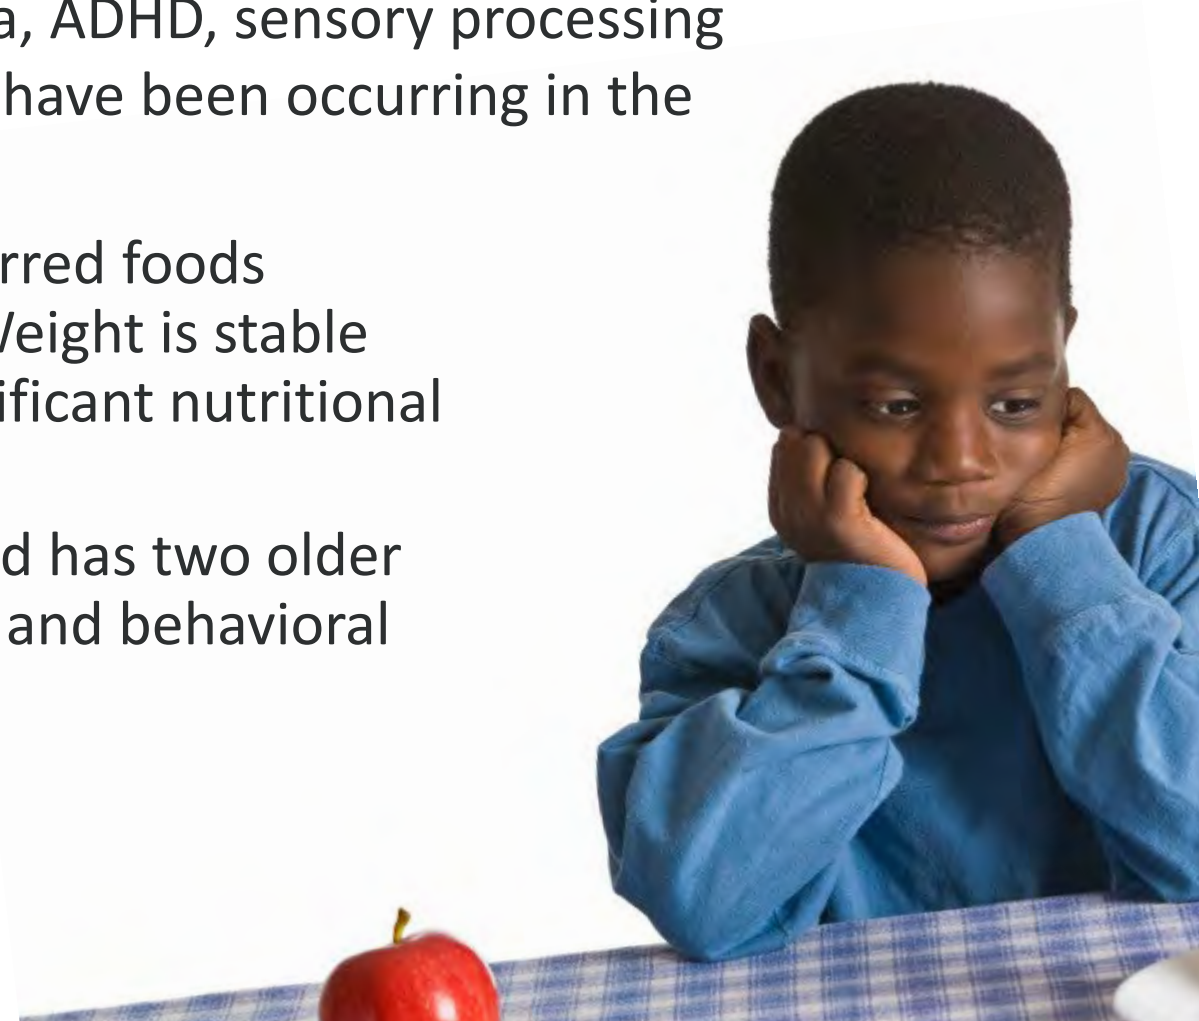 a, ADHD, sensory processing
have been occurring in the
rred foods
Weight is stable
ificant nutritional
d has two older
and behavioral